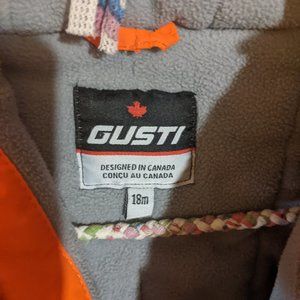 GUSTI
DESIGNED IN CANADA
CONÇU AU CANADA
18m